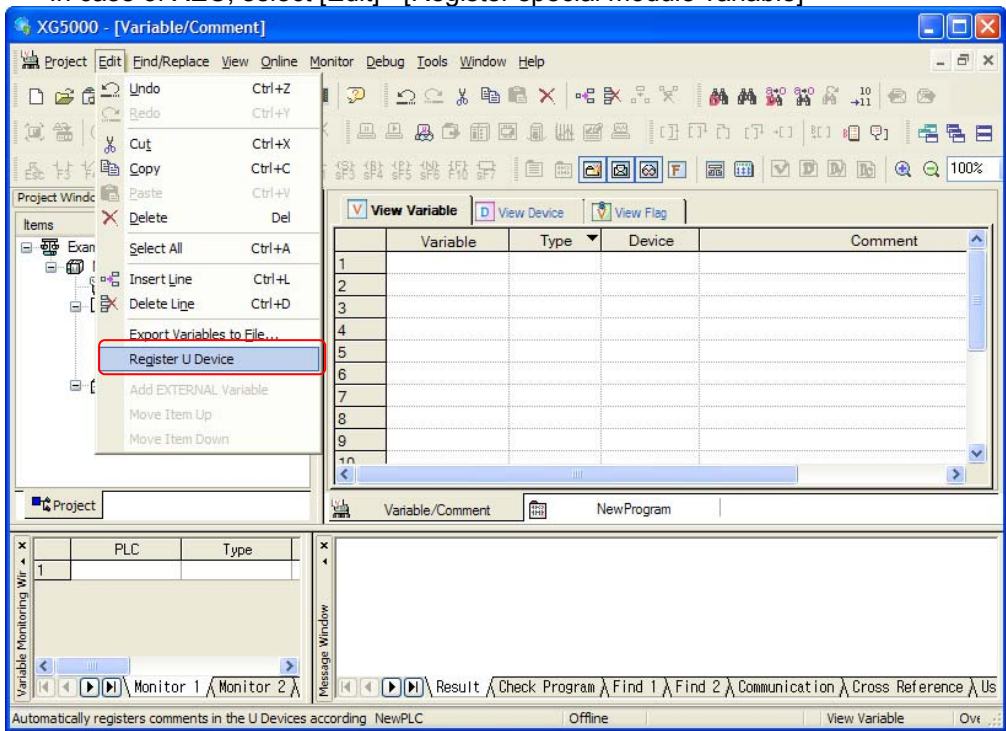 XG5000 - [Variable/Comment]
Project Edit Find/Replace View Online Monitor Debug Tools Window Help
Undo Ctrl+Z
Redo Ctrl+Y
Cut Ctrl+X
Copy Ctrl+C
Paste Ctrl+V
Delete Del
Select All Ctrl+A
Insert Line Ctrl+L
Delete Line Ctrl+D
Export Variables to File...
Register U Device
Add EXTERNAL Variable
Move Item Up
Move Item Down
100%
Items
Exam
Project
V View Variable D View Device View Flag
Variable Type Device Comment
1
2
3
4
5
6
7
8
9
10
Variable/Comment NewProgram
PLC Type
1
Variable Monitoring Wir
Monitor 1 Monitor 2
Message Window
Result Check Program Find 1 Find 2 Communication Cross Reference Us
Automatically registers comments in the U Devices according NewPLC Offline View Variable Ove